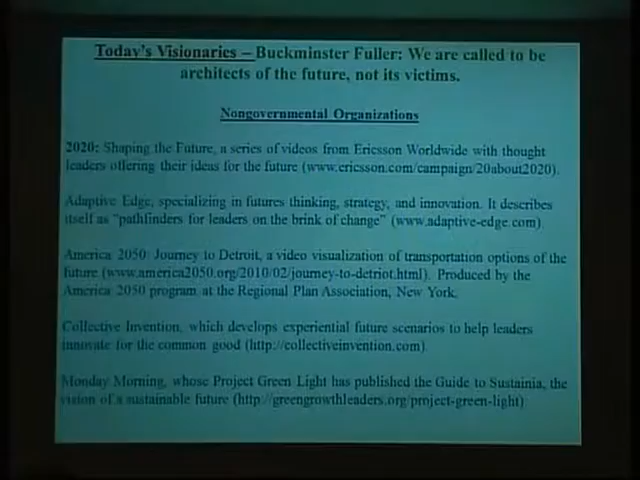 Today's Visionaries – Buckminster Fuller: We are called to be
architects of the future, not its victims.
Nongovernmental Organizations
2020: Shaping the Future, a series of videos from Ericsson Worldwide with thought
leaders offering their ideas for the future (www.ericsson.com/campaign/20about2020).
Adaptive Edge, specializing in futures thinking, strategy, and innovation. It describes
itself as "pathfinders for leaders on the brink of change" (www.adaptive-edge.com).
America 2050: Journey to Detroit, a video visualization of transportation options of the
future (www.america2050.org/2010/02/journey-to-detriot.html). Produced by the
America 2050 program at the Regional Plan Association, New York.
Collective Invention, which develops experiential future scenarios to help leaders
innovate for the common good (http://collectiveinvention.com).
Monday Morning, whose Project Green Light has published the Guide to Sustainia, the
vision of a sustainable future (http://greengrowthleaders.org/project-green-light)